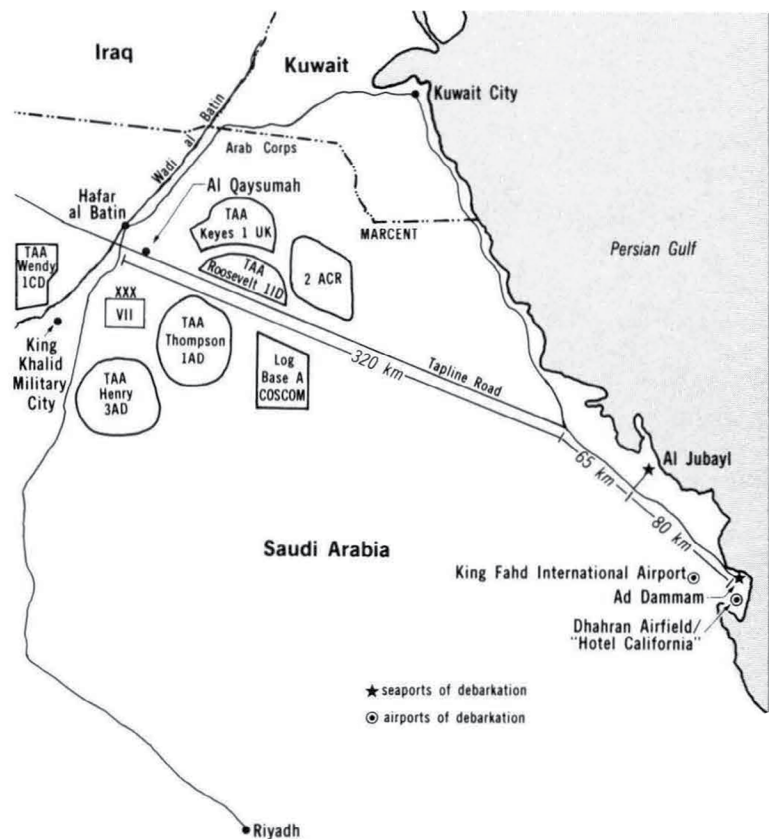 Iraq
Kuwait
Kuwait City
Wadi al Batin
Arab Corps
Hafar
al Batin
Al Qaysumah
MARCENT
Persian Gulf
TAA
Keyes 1 UK
TAA
Roosevelt 1ID
2 ACR
TAA
Wendy
1CD
XXX
VII
King
Khalid
Military
City
TAA
Thompson
1AD
TAA
Henry
3AD
Log
Base A
COSCOM
320 km
Tapline Road
65 km
80 km
Al Jubayl
Saudi Arabia
King Fahd International Airport
Ad Dammam
Dhahran Airfield/
"Hotel California"
seaports of debarkation
airports of debarkation
Riyadh